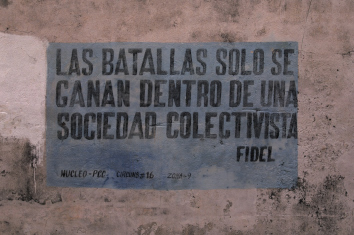 LAS BATALLAS SOLO SE
GANAN DENTRO DE UNA
SOCIEDAD COLECTIVISTA
FIDEL
NUCLEO-PCC